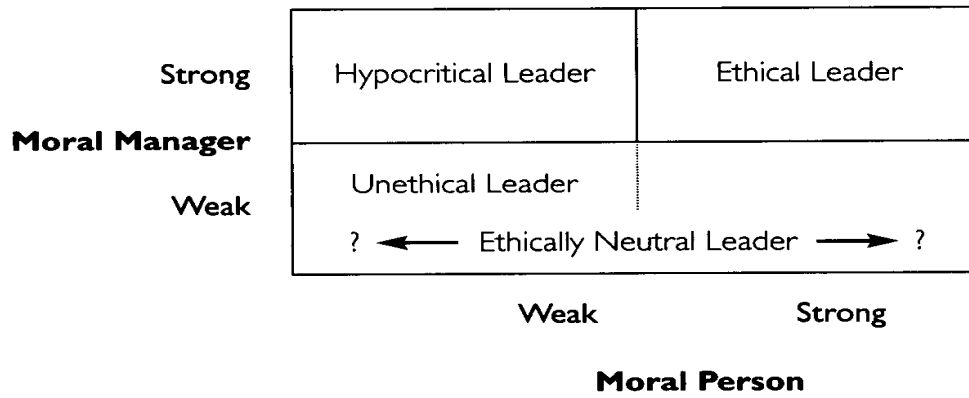 Strong
Hypocritical Leader
Ethical Leader
Moral Manager
Weak
Unethical Leader
? Ethically Neutral Leader ?
Weak
Strong
Moral Person